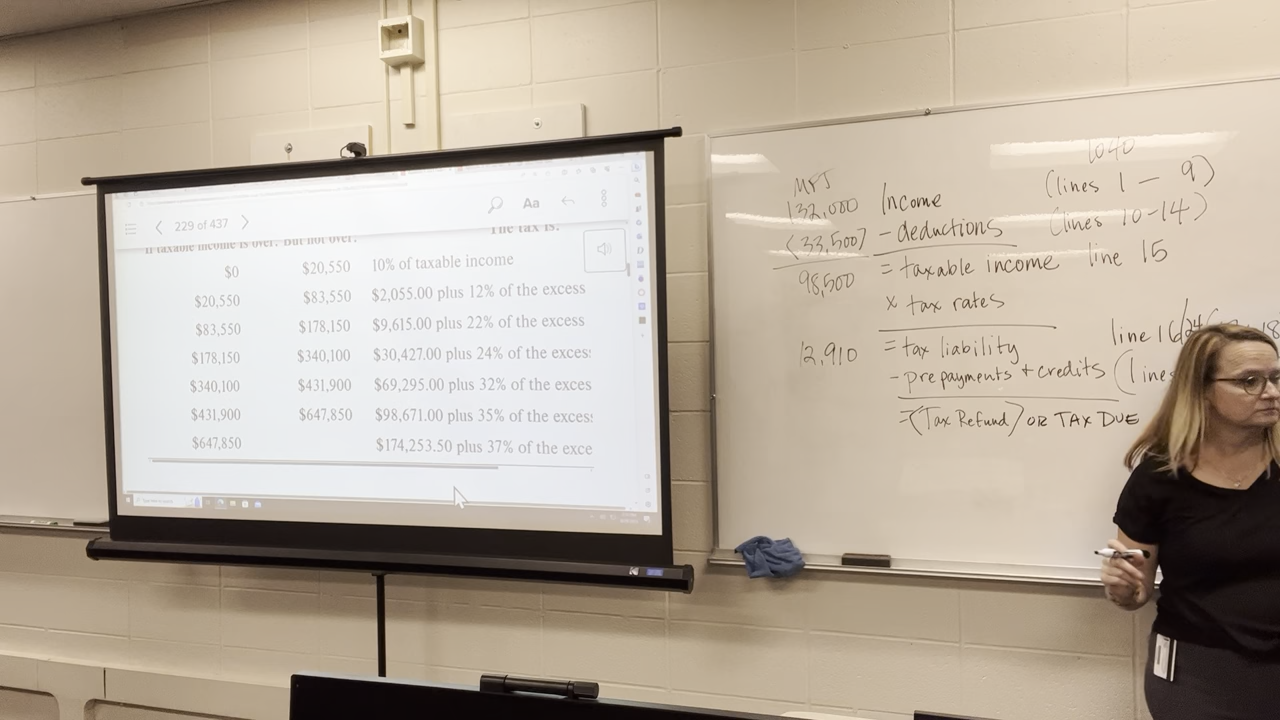 229 of 437
Aa
If taxable income is over: But not over: The tax is:
$0 $20,550 10% of taxable income
$20,550 $83,550 $2,055.00 plus 12% of the excess
$83,550 $178,150 $9,615.00 plus 22% of the excess
$178,150 $340,100 $30,427.00 plus 24% of the exces
$340,100 $431,900 $69,295.00 plus 32% of the exces
$431,900 $647,850 $98,671.00 plus 35% of the exces
$647,850 $174,253.50 plus 37% of the exce
1040
MFJ
132,000 Income (lines 1 - 9)
(33,500) - deductions (lines 10-14)
98,500 = taxable income line 15
x tax rates
12,910 = tax liability line 16
- prepayments + credits (lines
= (Tax Refund) OR TAX DUE